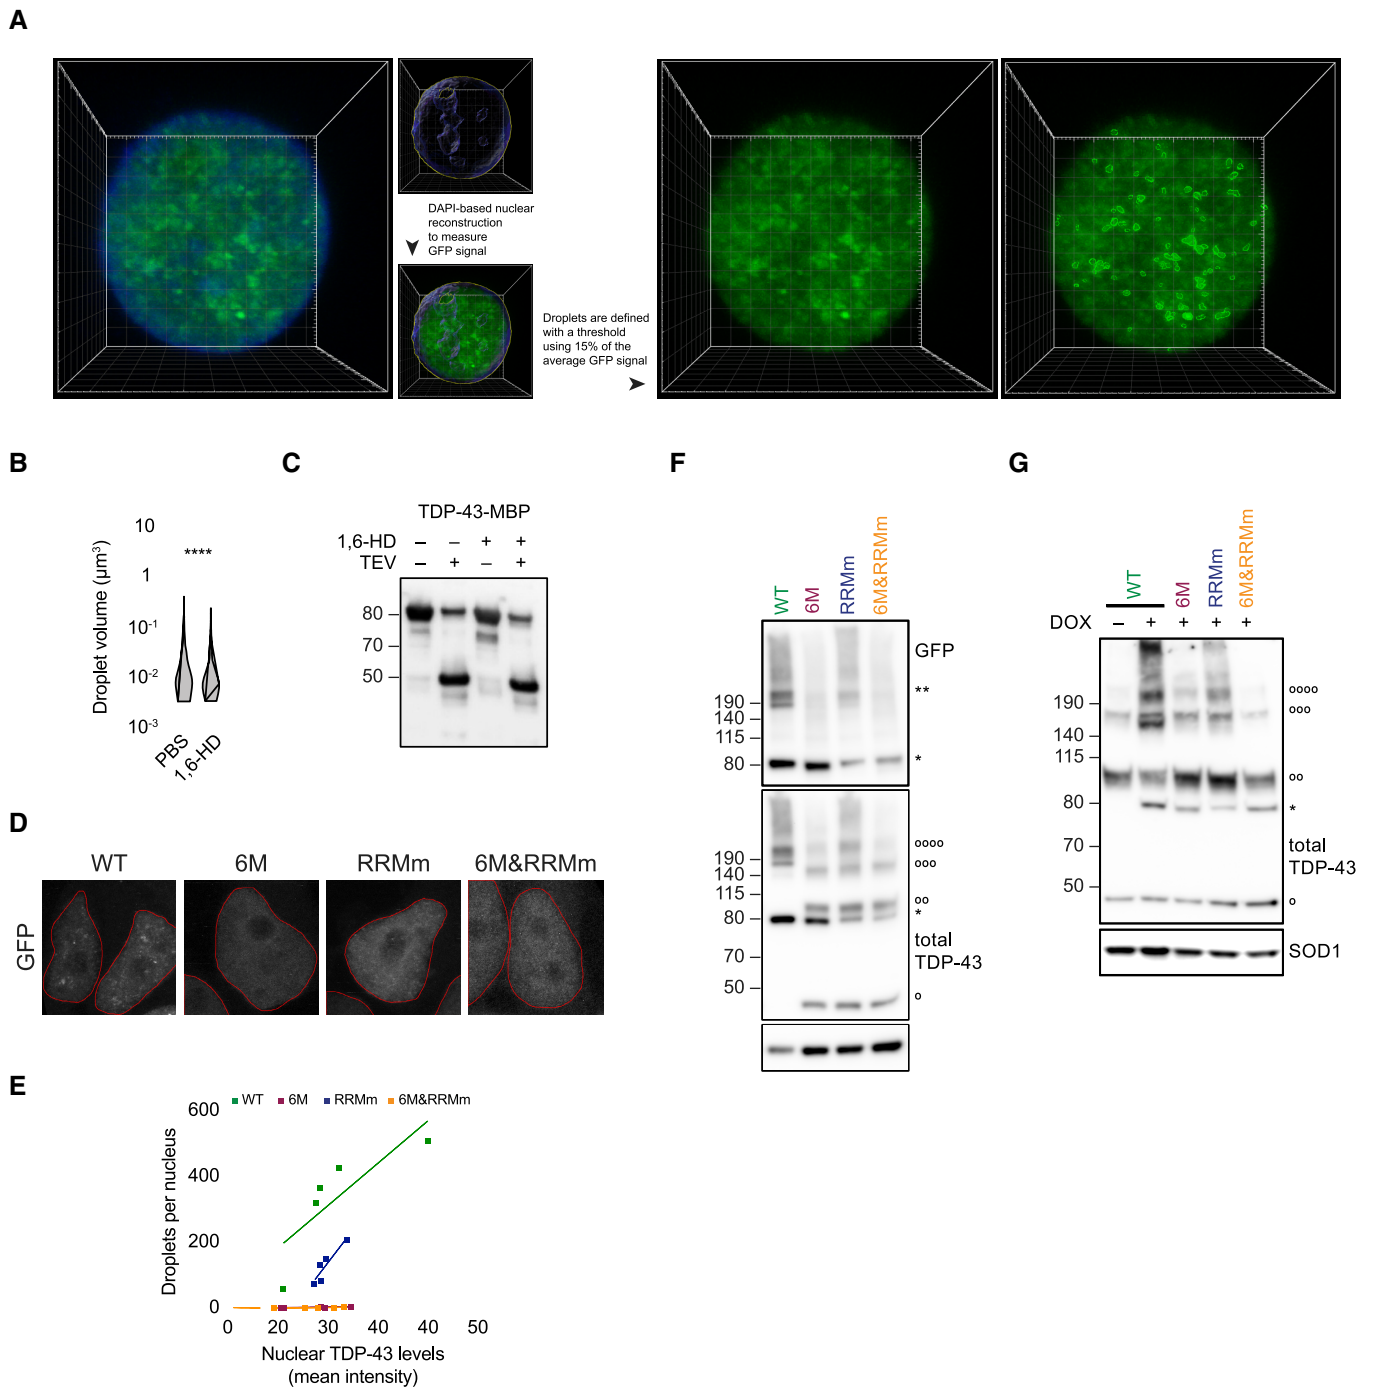 A
DAPI-based nuclear
reconstruction
to measure
GFP signal
Droplets are defined
with a threshold
using 15% of the
average GFP signal
B
Droplet volume (µm³)
10
1
10⁻¹
10⁻²
10⁻³
****
PBS
1,6-HD
C
TDP-43-MBP
1,6-HD – – + +
TEV – + – +
80
70
50
D
WT 6M RRMm 6M&RRMm
GFP
E
WT 6M RRMm 6M&RRMm
Droplets per nucleus
600
400
200
0
0 20 30 40 40 50
Nuclear TDP-43 levels
(mean intensity)
F
WT 6M RRMm 6M&RRMm
GFP
**
190
140
115
80
*
oooo
190
ooo
140
115
oo
80
*
total
TDP-43
70
50
o
G
WT 6M RRMm 6M&RRMm
DOX – + + + +
oooo
190
ooo
140
115
oo
80
*
70
total
TDP-43
50
o
SOD1